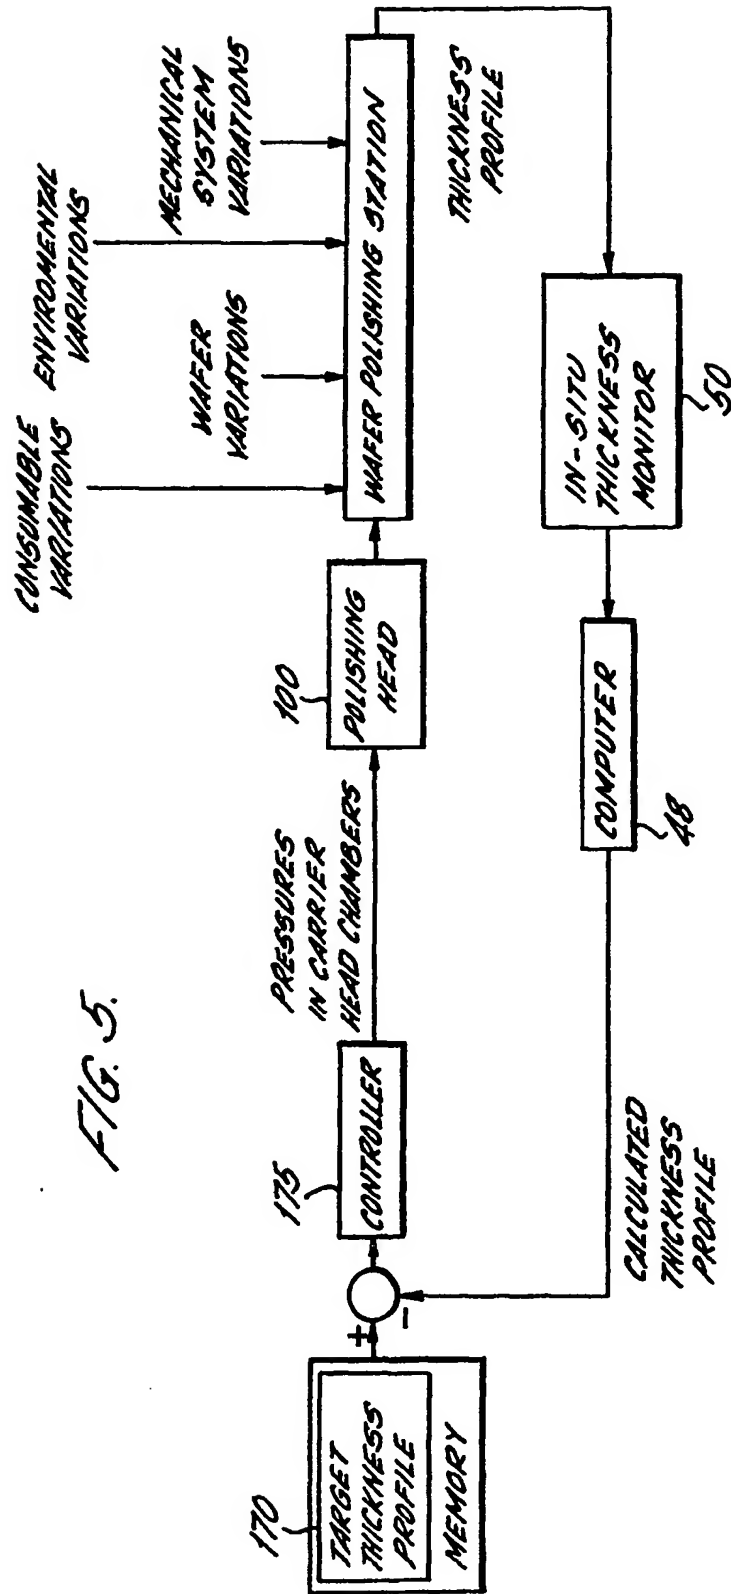 FIG. 5.
CONSUMABLE
VARIATIONS
ENVIROMENTAL
VARIATIONS
WAFER
VARIATIONS
MECHANICAL
SYSTEM
VARIATIONS
170
TARGET
THICKNESS
PROFILE
MEMORY
+
-
175
CONTROLLER
PRESSURES
IN CARRIER
HEAD CHAMBERS
100
POLISHING
HEAD
WAFER POLISHING STATION
THICKNESS
PROFILE
IN-SITU
THICKNESS
MONITOR
50
COMPUTER
48
CALCULATED
THICKNESS
PROFILE